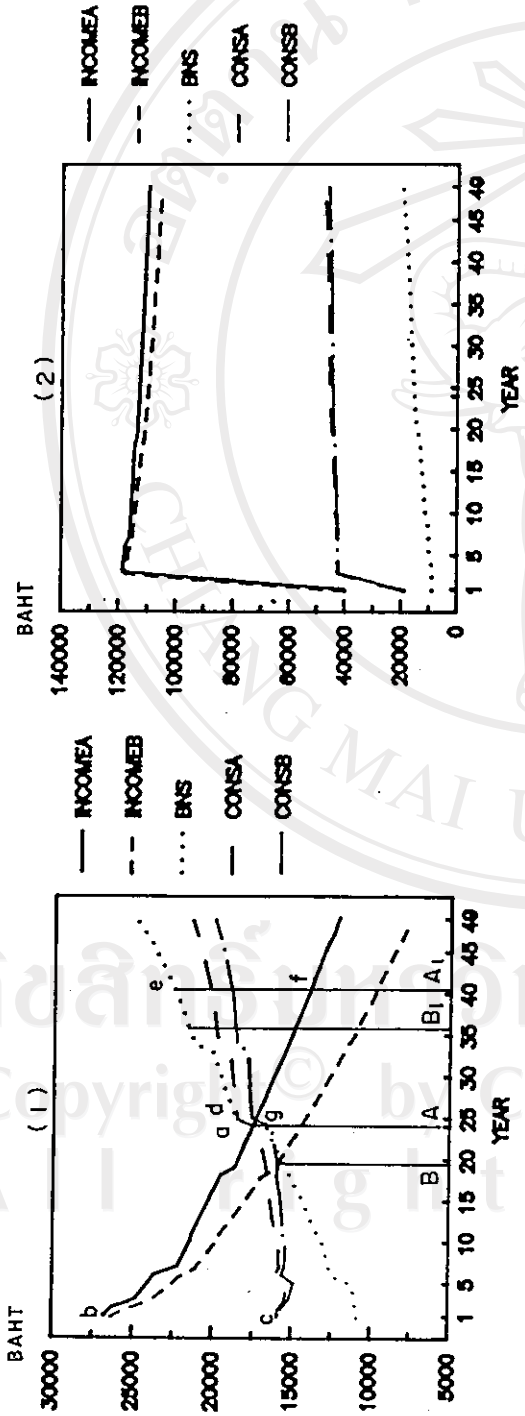 (1)
BAHT
30000
25000
20000
15000
10000
5000
1 5 10 15 20 25 30 35 40 45 49
YEAR
b
c
a
d
g
e
f
B
A
B1
A1
INCOMEA
INCOMEB
BNS
CONSA
CONSB
(2)
BAHT
140000
120000
100000
80000
60000
40000
20000
0
1 5 10 15 20 25 30 35 40 45 49
YEAR
INCOMEA
INCOMEB
BNS
CONSA
CONSB
CHIANG MAI U
Copyright © by C
All right